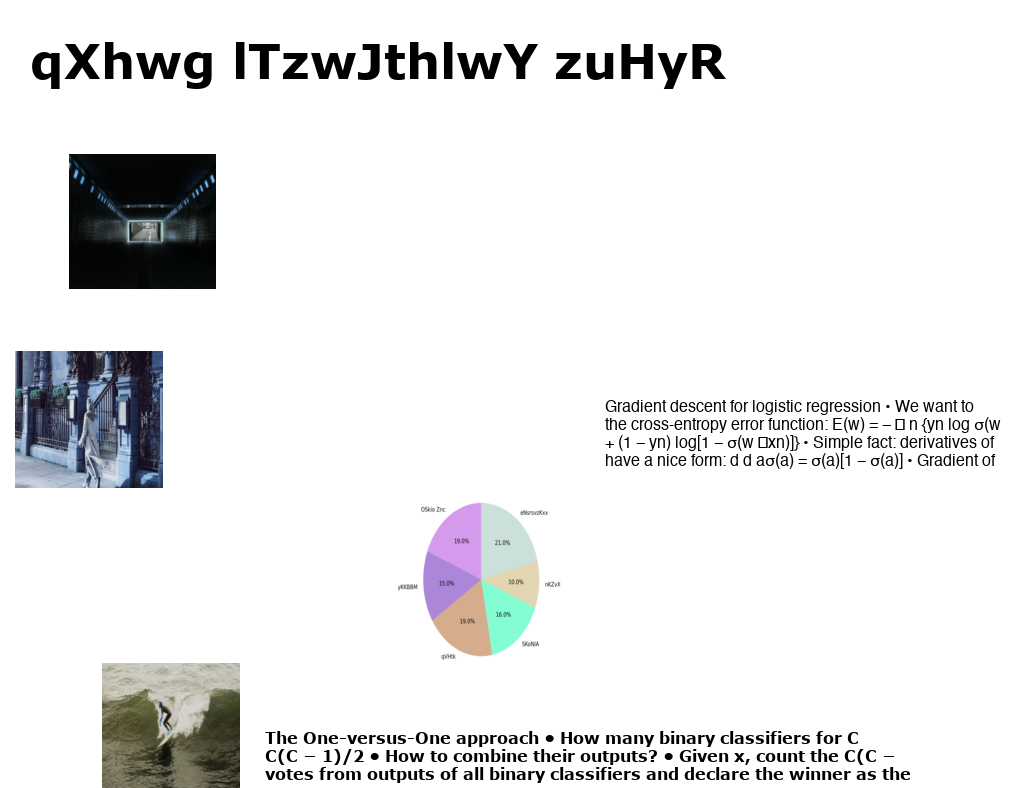 qXhwg lTzwJthlwY zuHyR
Gradient descent for logistic regression • We want to
the cross-entropy error function: E(w) = – □ n {yn log σ(w
+ (1 – yn) log[1 – σ(w □xn)]} • Simple fact: derivatives of
have a nice form: d d aσ(a) = σ(a)[1 – σ(a)] • Gradient of
OSkio Znc
eNsrsvzKxx
19.0%
21.0%
yKKBBM
15.0%
10.0%
nKZvX
19.0%
16.0%
qVHtk
SKoNlA
The One-versus-One approach • How many binary classifiers for C
C(C − 1)/2 • How to combine their outputs? • Given x, count the C(C −
votes from outputs of all binary classifiers and declare the winner as the